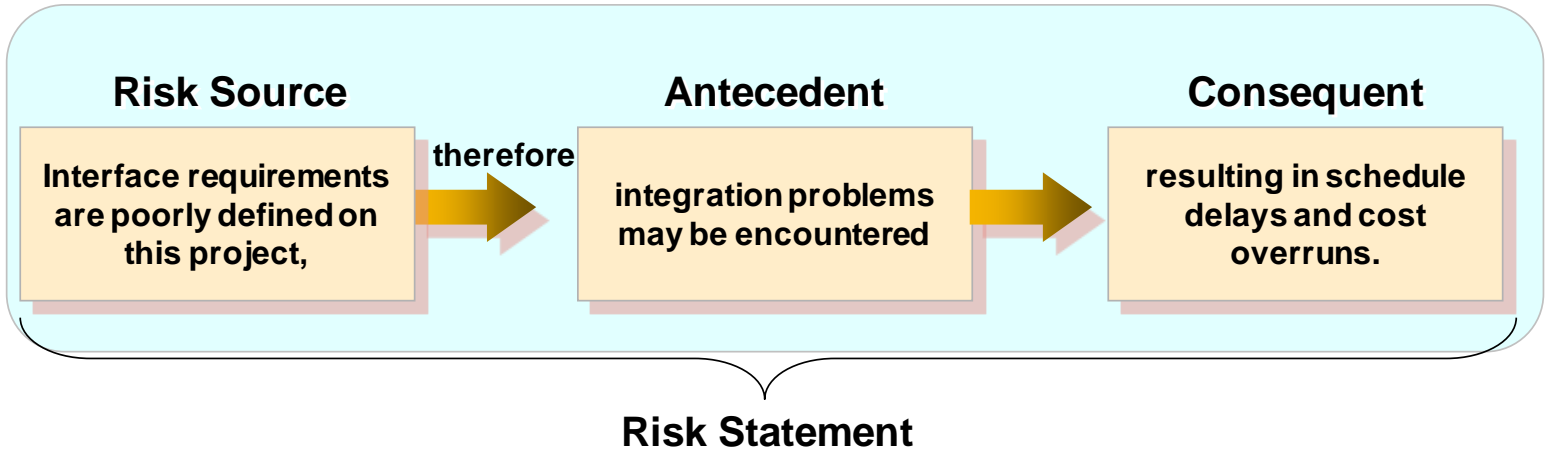 Risk Source
Antecedent
Consequent
Interface requirements
are poorly defined on
this project,
therefore
integration problems
may be encountered
resulting in schedule
delays and cost
overruns.
Risk Statement